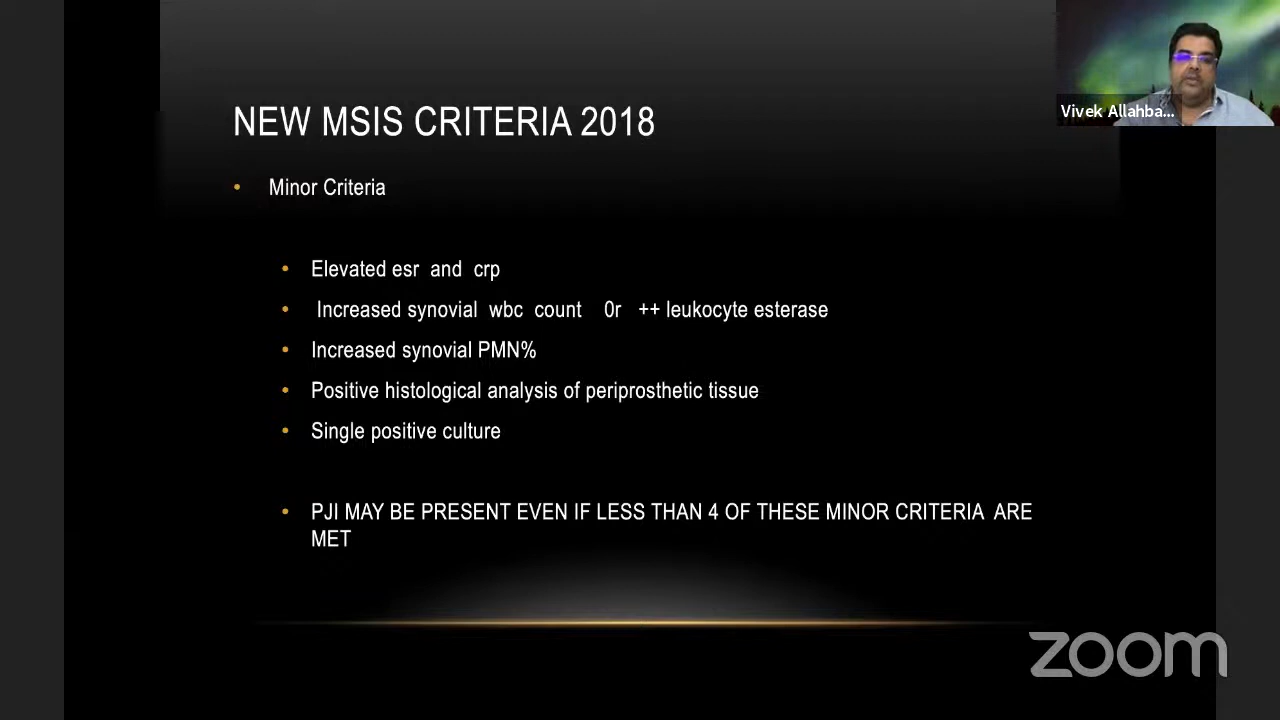 NEW MSIS CRITERIA 2018
Vivek Allahba...
• Minor Criteria
• Elevated esr and crp
• Increased synovial wbc count 0r ++ leukocyte esterase
• Increased synovial PMN%
• Positive histological analysis of periprosthetic tissue
• Single positive culture
• PJI MAY BE PRESENT EVEN IF LESS THAN 4 OF THESE MINOR CRITERIA ARE
MET
zoom